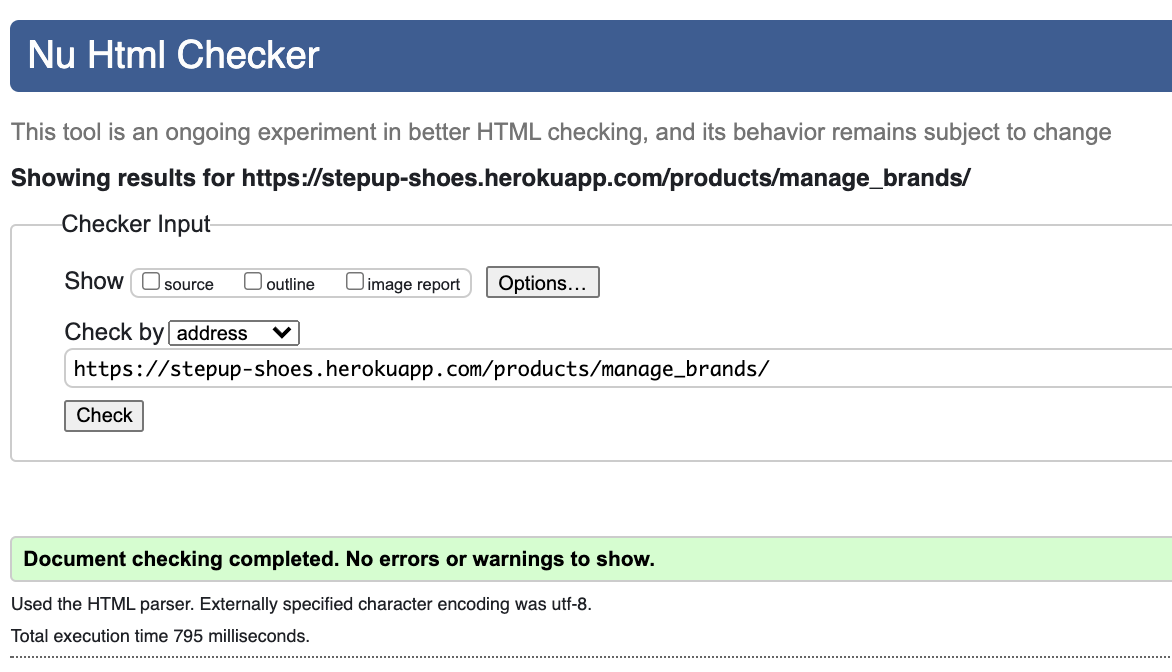 Nu Html Checker
This tool is an ongoing experiment in better HTML checking, and its behavior remains subject to change
Showing results for https://stepup-shoes.herokuapp.com/products/manage_brands/
Checker Input
Show source outline image report Options...
Check by address
https://stepup-shoes.herokuapp.com/products/manage_brands/
Check
Document checking completed. No errors or warnings to show.
Used the HTML parser. Externally specified character encoding was utf-8.
Total execution time 795 milliseconds.